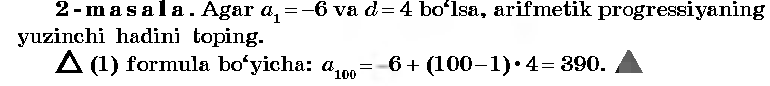 2-masala. Agar a₁=–6 va d=4 bo‘lsa, arifmetik progressiyaning
yuzinchi hadini toping.
△ (1) formula bo‘yicha: a₁₀₀= –6 + (100–1)·4= 390. ▲